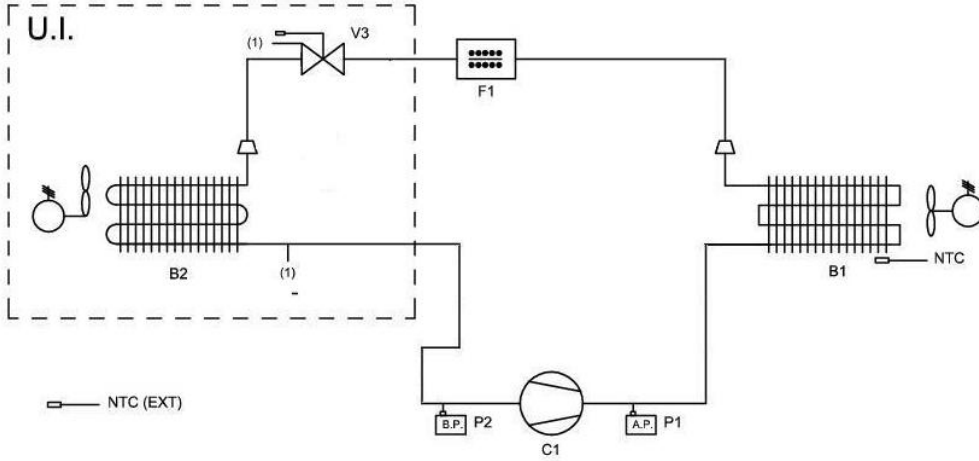 U.I.
(1)
V3
F1
B2
(1)
B1
NTC
NTC (EXT)
B.P.
P2
C1
A.P.
P1